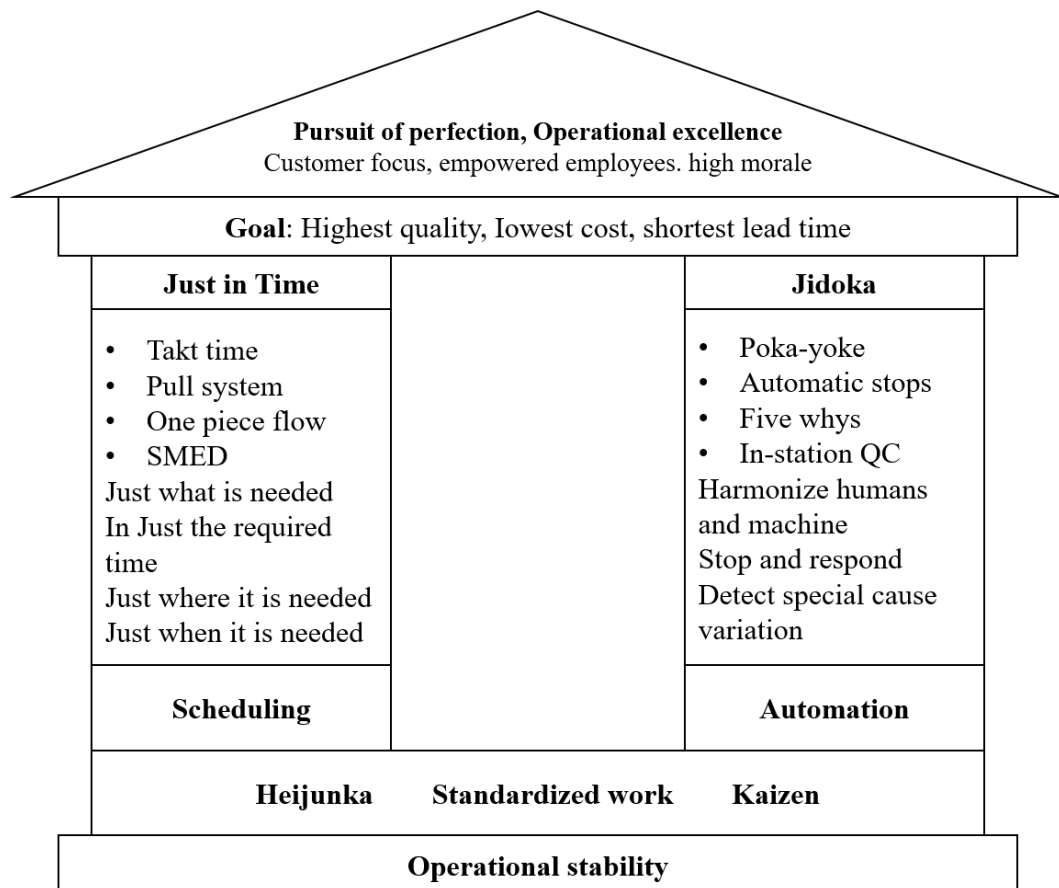 Pursuit of perfection, Operational excellence
Customer focus, empowered employees. high morale
Goal: Highest quality, Iowest cost, shortest lead time
Just in Time
• Takt time
• Pull system
• One piece flow
• SMED
Just what is needed
In Just the required
time
Just where it is needed
Just when it is needed
Scheduling
Jidoka
• Poka-yoke
• Automatic stops
• Five whys
• In-station QC
Harmonize humans
and machine
Stop and respond
Detect special cause
variation
Automation
Heijunka Standardized work Kaizen
Operational stability